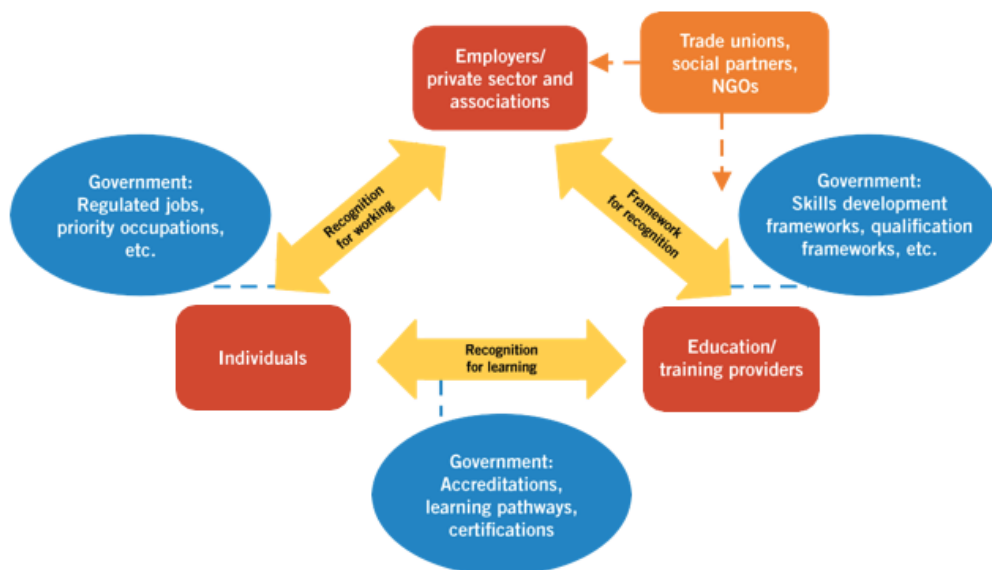 Employers/
private sector and
associations
Trade unions,
social partners,
NGOs
Government:
Regulated jobs,
priority occupations,
etc.
Recognition
for working
Framework
for recognition
Government:
Skills development
frameworks, qualification
frameworks, etc.
Individuals
Recognition
for learning
Education/
training providers
Government:
Accreditations,
learning pathways,
certifications